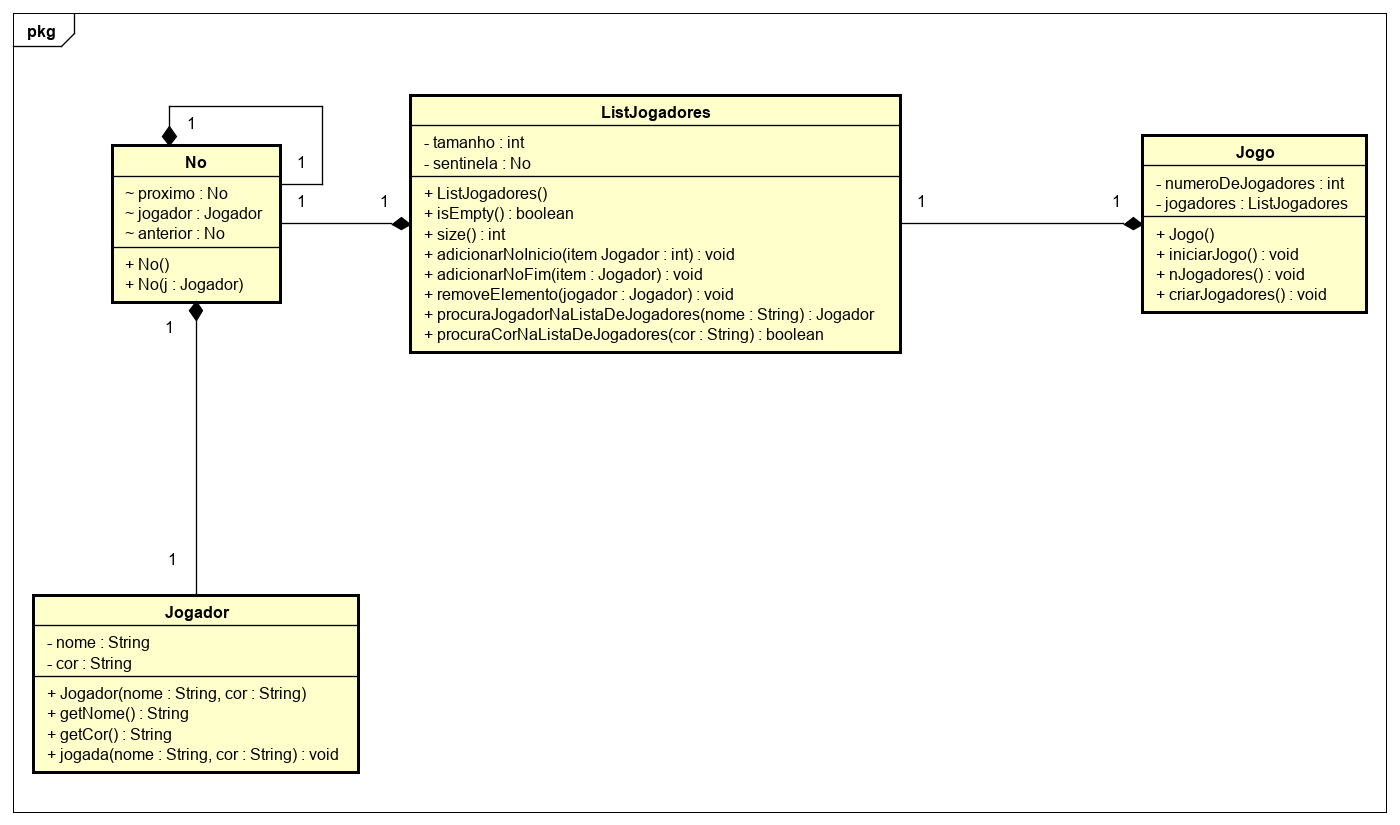 pkg
1
1
No
~ proximo : No
~ jogador : Jogador
~ anterior : No
+ No()
+ No(j : Jogador)
1
1
ListJogadores
- tamanho : int
- sentinela : No
+ ListJogadores()
+ isEmpty() : boolean
+ size() : int
+ adicionarNoInicio(item Jogador : int) : void
+ adicionarNoFim(item : Jogador) : void
+ removeElemento(jogador : Jogador) : void
+ procuraJogadorNaListaDeJogadores(nome : String) : Jogador
+ procuraCorNaListaDeJogadores(cor : String) : boolean
1
1
Jogo
- numeroDeJogadores : int
- jogadores : ListJogadores
+ Jogo()
+ iniciarJogo() : void
+ nJogadores() : void
+ criarJogadores() : void
1
1
Jogador
- nome : String
- cor : String
+ Jogador(nome : String, cor : String)
+ getNome() : String
+ getCor() : String
+ jogada(nome : String, cor : String) : void